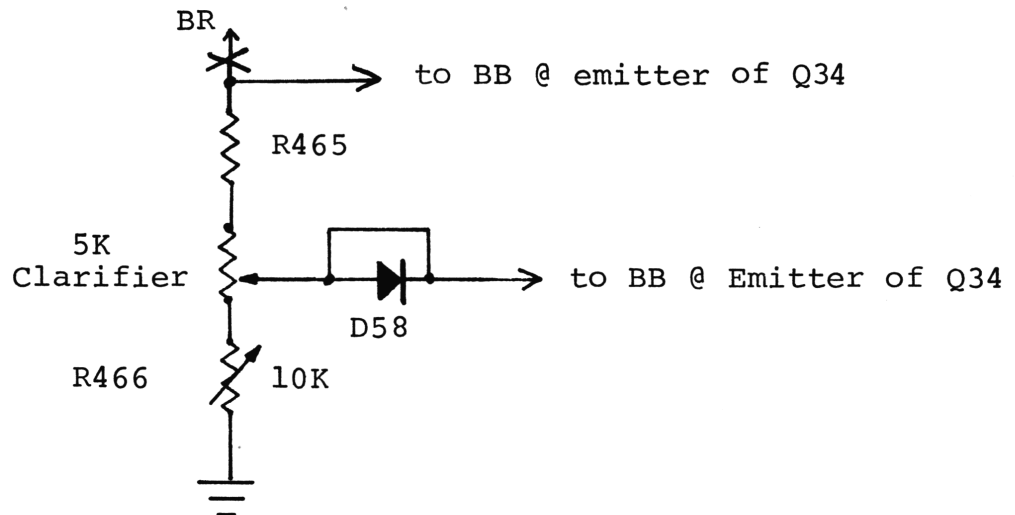 BR
to BB @ emitter of Q34
R465
5K
Clarifier
to BB @ Emitter of Q34
D58
R466
10K